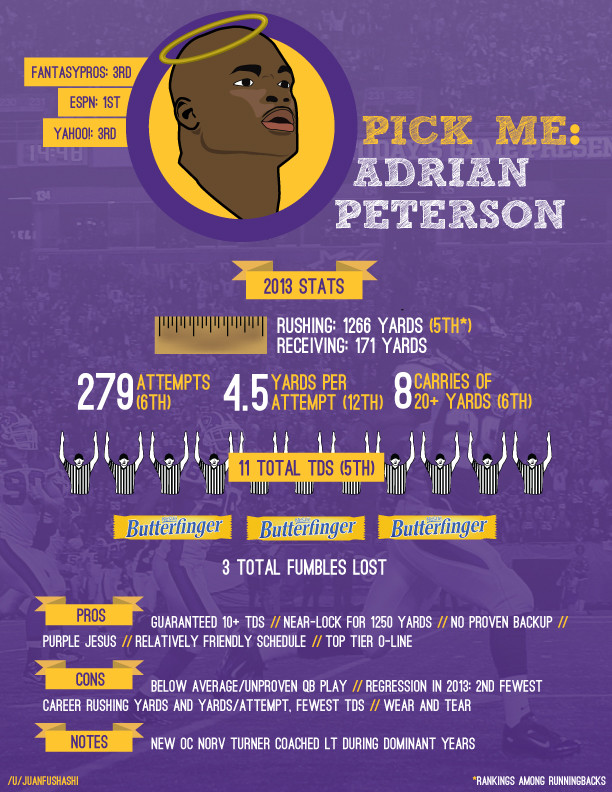 FANTASYPROS: 3RD
ESPN: 1ST
YAHOO!: 3RD
14:48
PICK ME:
ADRIAN
PETERSON
2013 STATS
RUSHING: 1266 YARDS (5TH*)
RECEIVING: 171 YARDS
279 ATTEMPTS (6TH)
4.5 YARDS PER ATTEMPT (12TH)
8 CARRIES OF 20+ YARDS (6TH)
11 TOTAL TDS (5TH)
Butterfinger Butterfinger Butterfinger
3 TOTAL FUMBLES LOST
PROS
GUARANTEED 10+ TDS // NEAR-LOCK FOR 1250 YARDS // NO PROVEN BACKUP //
PURPLE JESUS // RELATIVELY FRIENDLY SCHEDULE // TOP TIER O-LINE
CONS
BELOW AVERAGE/UNPROVEN QB PLAY // REGRESSION IN 2013: 2ND FEWEST
CAREER RUSHING YARDS AND YARDS/ATTEMPT, FEWEST TDS // WEAR AND TEAR
NOTES
NEW OC NORV TURNER COACHED LT DURING DOMINANT YEARS
/U/JUANFUSHASHI
*RANKINGS AMONG RUNNINGBACKS